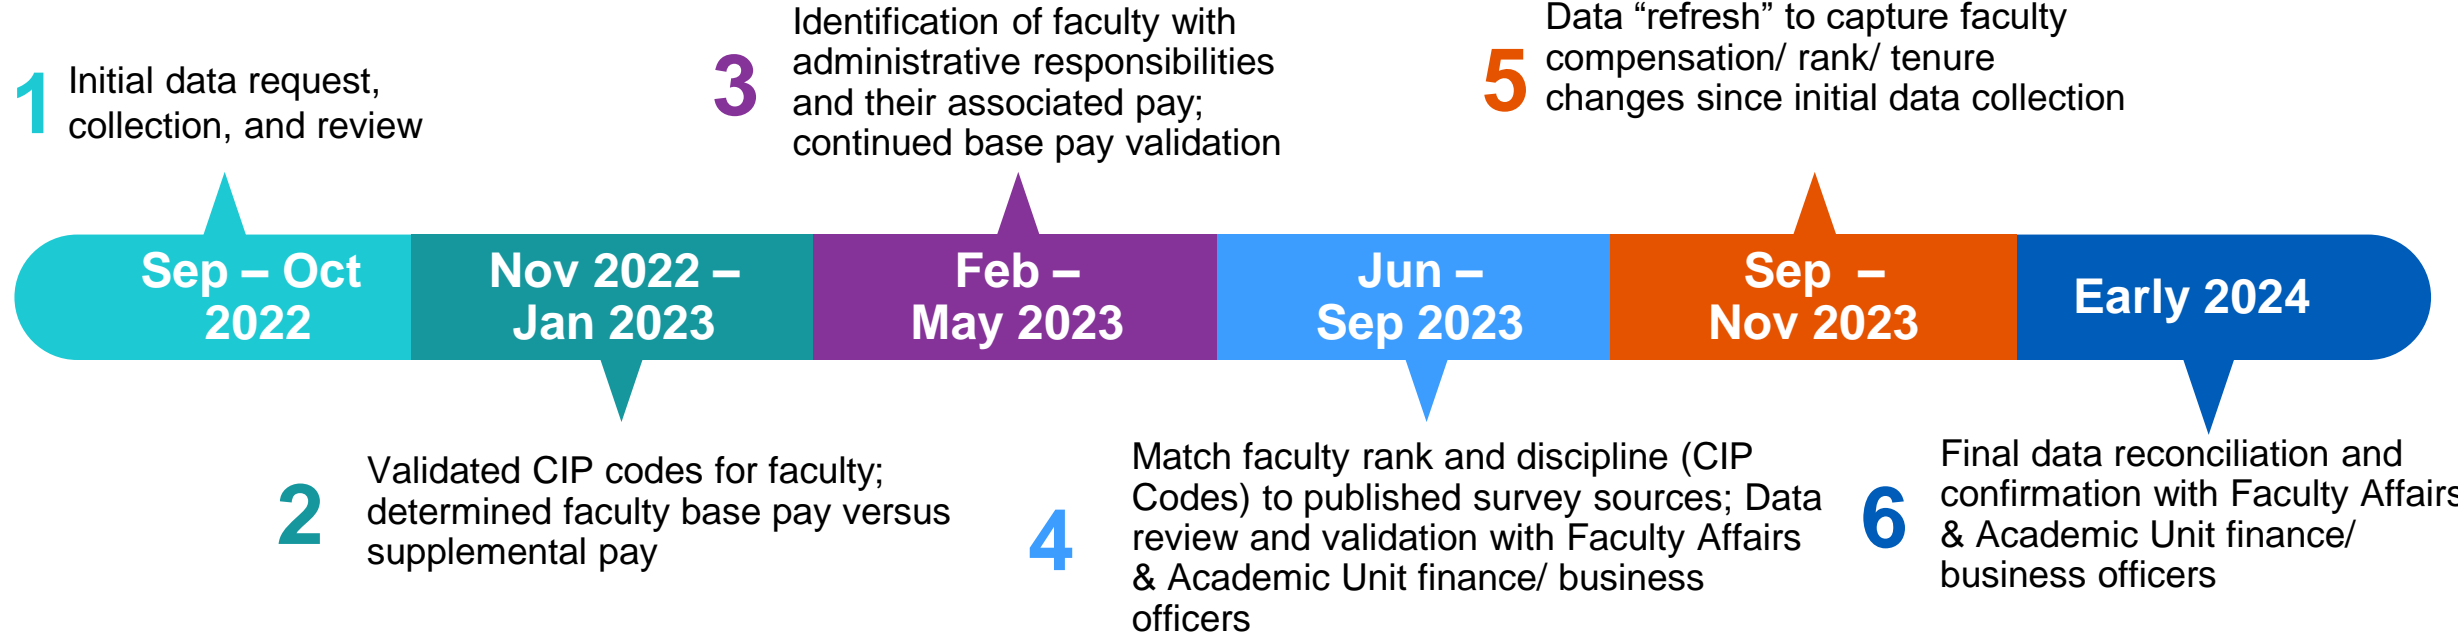 1
Initial data request,
collection, and review
3
Identification of faculty with
administrative responsibilities
and their associated pay;
continued base pay validation
5
Data “refresh” to capture faculty
compensation/ rank/ tenure
changes since initial data collection
Sep – Oct
2022
Nov 2022 –
Jan 2023
Feb –
May 2023
Jun –
Sep 2023
Sep –
Nov 2023
Early 2024
2
Validated CIP codes for faculty;
determined faculty base pay versus
supplemental pay
4
Match faculty rank and discipline (CIP
Codes) to published survey sources; Data
review and validation with Faculty Affairs
& Academic Unit finance/ business
officers
6
Final data reconciliation and
confirmation with Faculty Affairs
& Academic Unit finance/
business officers